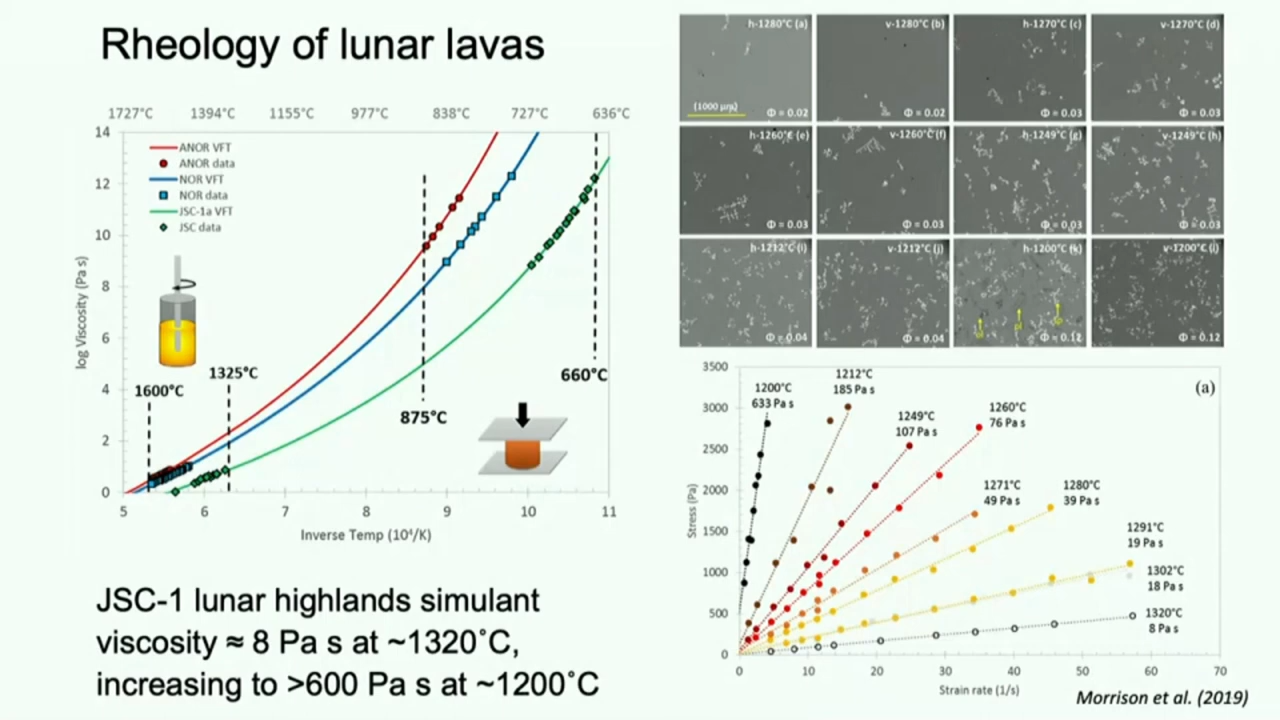 Rheology of lunar lavas
1727°C 1394°C 1155°C 977°C 838°C 727°C 636°C
14
12
10
8
6
4
2
0
log Viscosity (Pa s)
ANOR VFT
ANOR data
NOR VFT
NOR data
JSC-1a VFT
JSC data
1600°C
1325°C
875°C
660°C
5 6 7 8 9 10 11
Inverse Temp (10⁴/K)
JSC-1 lunar highlands simulant
viscosity ≈ 8 Pa s at ~1320˚C,
increasing to >600 Pa s at ~1200˚C
h-1280°C (a) v-1280°C (b) h-1270°C (c) v-1270°C (d)
(1000 μm)
Φ = 0.02 Φ = 0.02 Φ = 0.03 Φ = 0.03
h-1260°C (e) v-1260°C (f) h-1249°C (g) v-1249°C (h)
Φ = 0.03 Φ = 0.03 Φ = 0.03 Φ = 0.03
h-1212°C (i) v-1212°C (j) h-1200°C (k) v-1200°C (l)
Φ = 0.04 Φ = 0.04 Φ = 0.12 Φ = 0.12
(a)
3500
3000
2500
2000
1500
1000
500
0
Stress (Pa)
1200°C
633 Pa s
1212°C
185 Pa s
1249°C
107 Pa s
1260°C
76 Pa s
1271°C
49 Pa s
1280°C
39 Pa s
1291°C
19 Pa s
1302°C
18 Pa s
1320°C
8 Pa s
0 10 20 30 40 50 60 70
Strain rate (1/s)
Morrison et al. (2019)